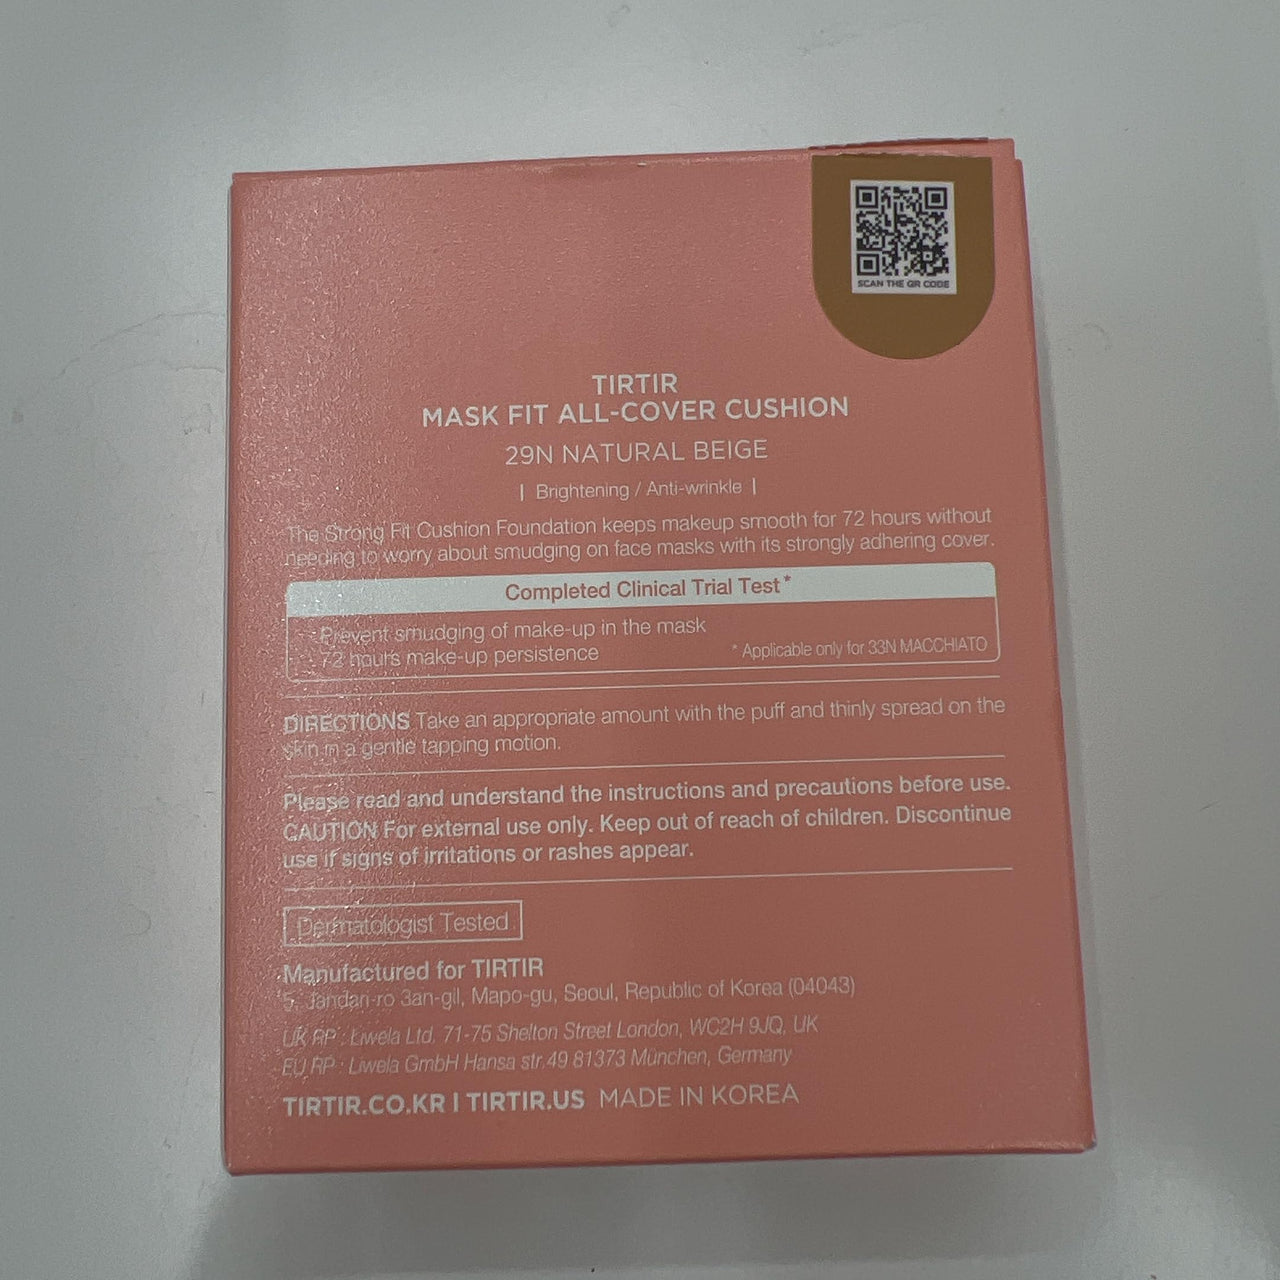 SCAN THE QR CODE
TIRTIR
MASK FIT ALL-COVER CUSHION
29N NATURAL BEIGE
| Brightening / Anti-wrinkle |
The Strong Fit Cushion Foundation keeps makeup smooth for 72 hours without
needing to worry about smudging on face masks with its strongly adhering cover.
Completed Clinical Trial Test*
Prevent smudging of make-up in the mask
72 hours make-up persistence
* Applicable only for 33N MACCHIATO
DIRECTIONS Take an appropriate amount with the puff and thinly spread on the
skin in a gentle tapping motion.
Please read and understand the instructions and precautions before use.
CAUTION For external use only. Keep out of reach of children. Discontinue
use if signs of irritations or rashes appear.
Dermatologist Tested
Manufactured for TIRTIR
5, Jandari-ro 3an-gil, Mapo-gu, Seoul, Republic of Korea (04043)
UK RP : Liwela Ltd. 71-75 Shelton Street London, WC2H 9JQ, UK
EU RP : Liwela GmbH Hansa str.49 81373 München, Germany
TIRTIR.CO.KR | TIRTIR.US MADE IN KOREA